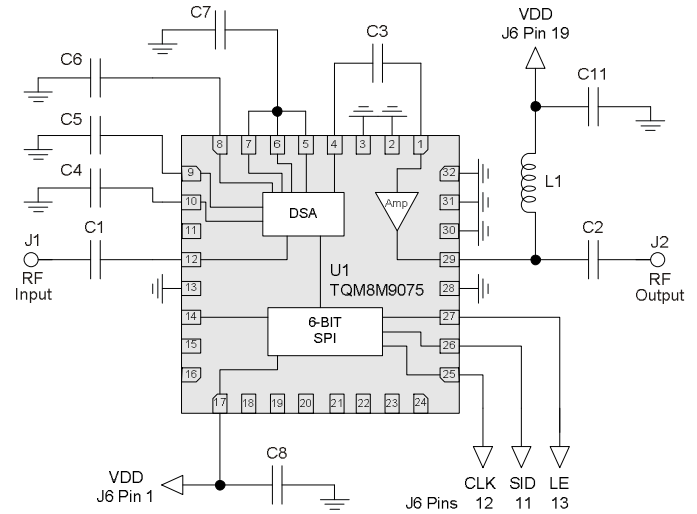 C7
VDD
J6 Pin 19
C3
C6
C11
C5
8
7
6
5
4
3
2
1
9
32
C4
DSA
Amp
L1
10
31
11
30
J1
C1
C2
J2
12
29
RF
Input
U1
TQM8M9075
RF
Output
13
28
14
6-BIT
SPI
27
15
26
16
25
17
18
19
20
21
22
23
24
VDD
J6 Pin 1
C8
CLK
SID
LE
J6 Pins
12
11
13